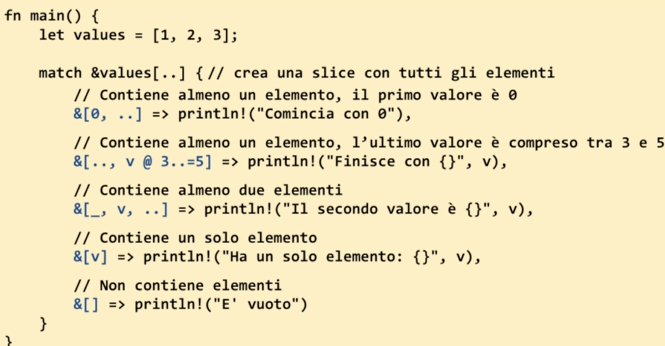 fn main() {
    let values = [1, 2, 3];
    match &values[..] { // crea una slice con tutti gli elementi
        // Contiene almeno un elemento, il primo valore è 0
        &[0, ..] => println!("Comincia con 0"),
        // Contiene almeno un elemento, l’ultimo valore è compreso tra 3 e 5
        &[.., v @ 3..=5] => println!("Finisce con {}", v),
        // Contiene almeno due elementi
        &[_, v, ..] => println!("Il secondo valore è {}", v),
        // Contiene un solo elemento
        &[v] => println!("Ha un solo elemento: {}", v),
        // Non contiene elementi
        &[] => println!("E' vuoto")
    }
}